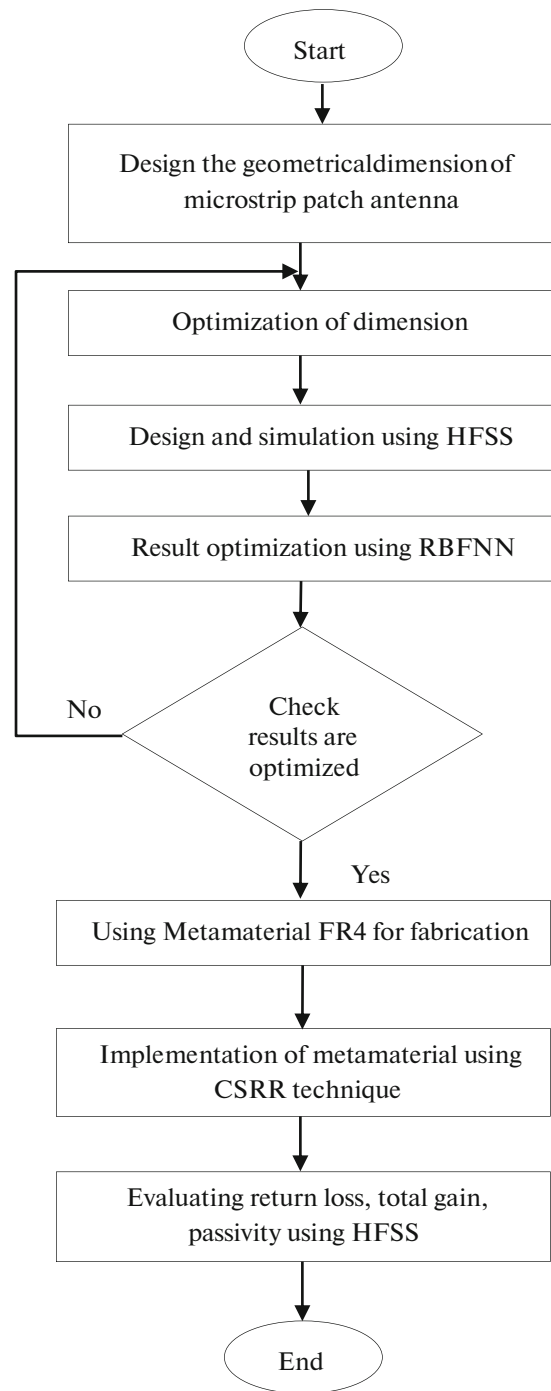 Start
Design the geometricaldimension of
microstrip patch antenna
Optimization of dimension
Design and simulation using HFSS
Result optimization using RBFNN
No
Check
results are
optimized
Yes
Using Metamaterial FR4 for fabrication
Implementation of metamaterial using
CSRR technique
Evaluating return loss, total gain,
passivity using HFSS
End